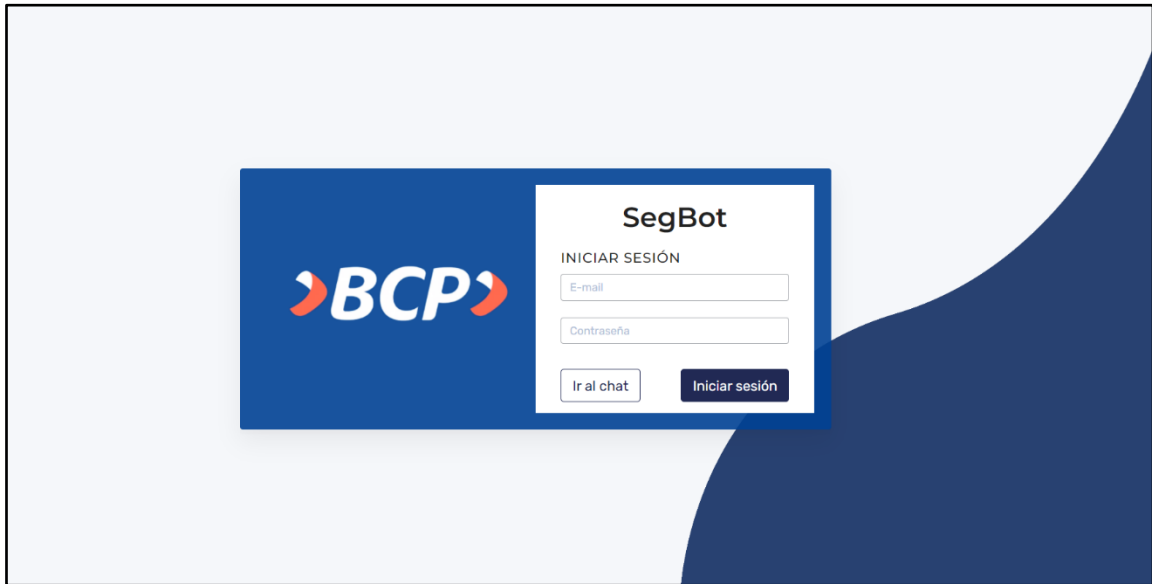 BCP
SegBot
INICIAR SESIÓN
E-mail
Contraseña
Ir al chat
Iniciar sesión